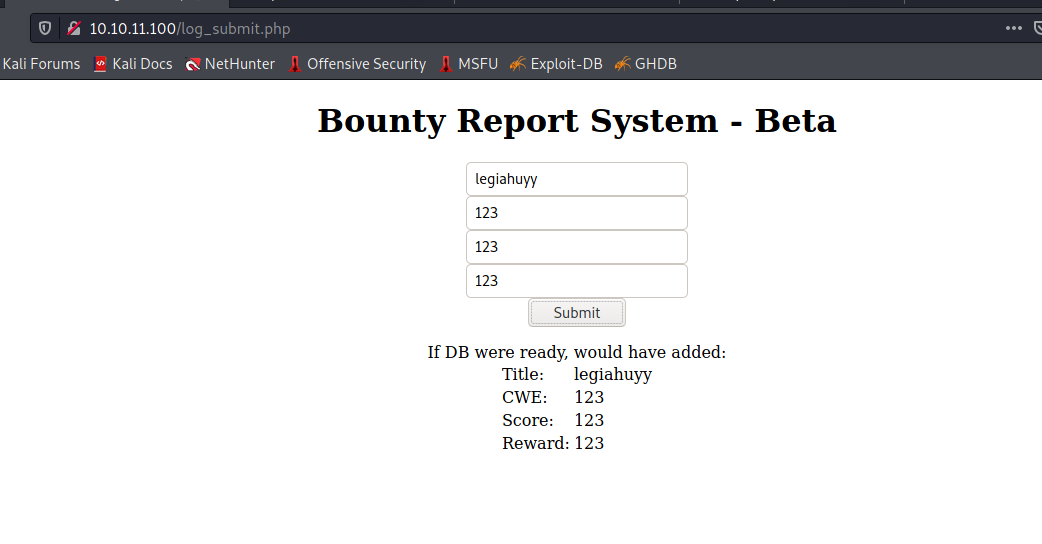 10.10.11.100/log_submit.php
Kali Forums Kali Docs NetHunter Offensive Security MSFU Exploit-DB GHDB
Bounty Report System - Beta
legiahuyy
123
123
123
Submit
If DB were ready, would have added:
Title: legiahuyy
CWE: 123
Score: 123
Reward: 123